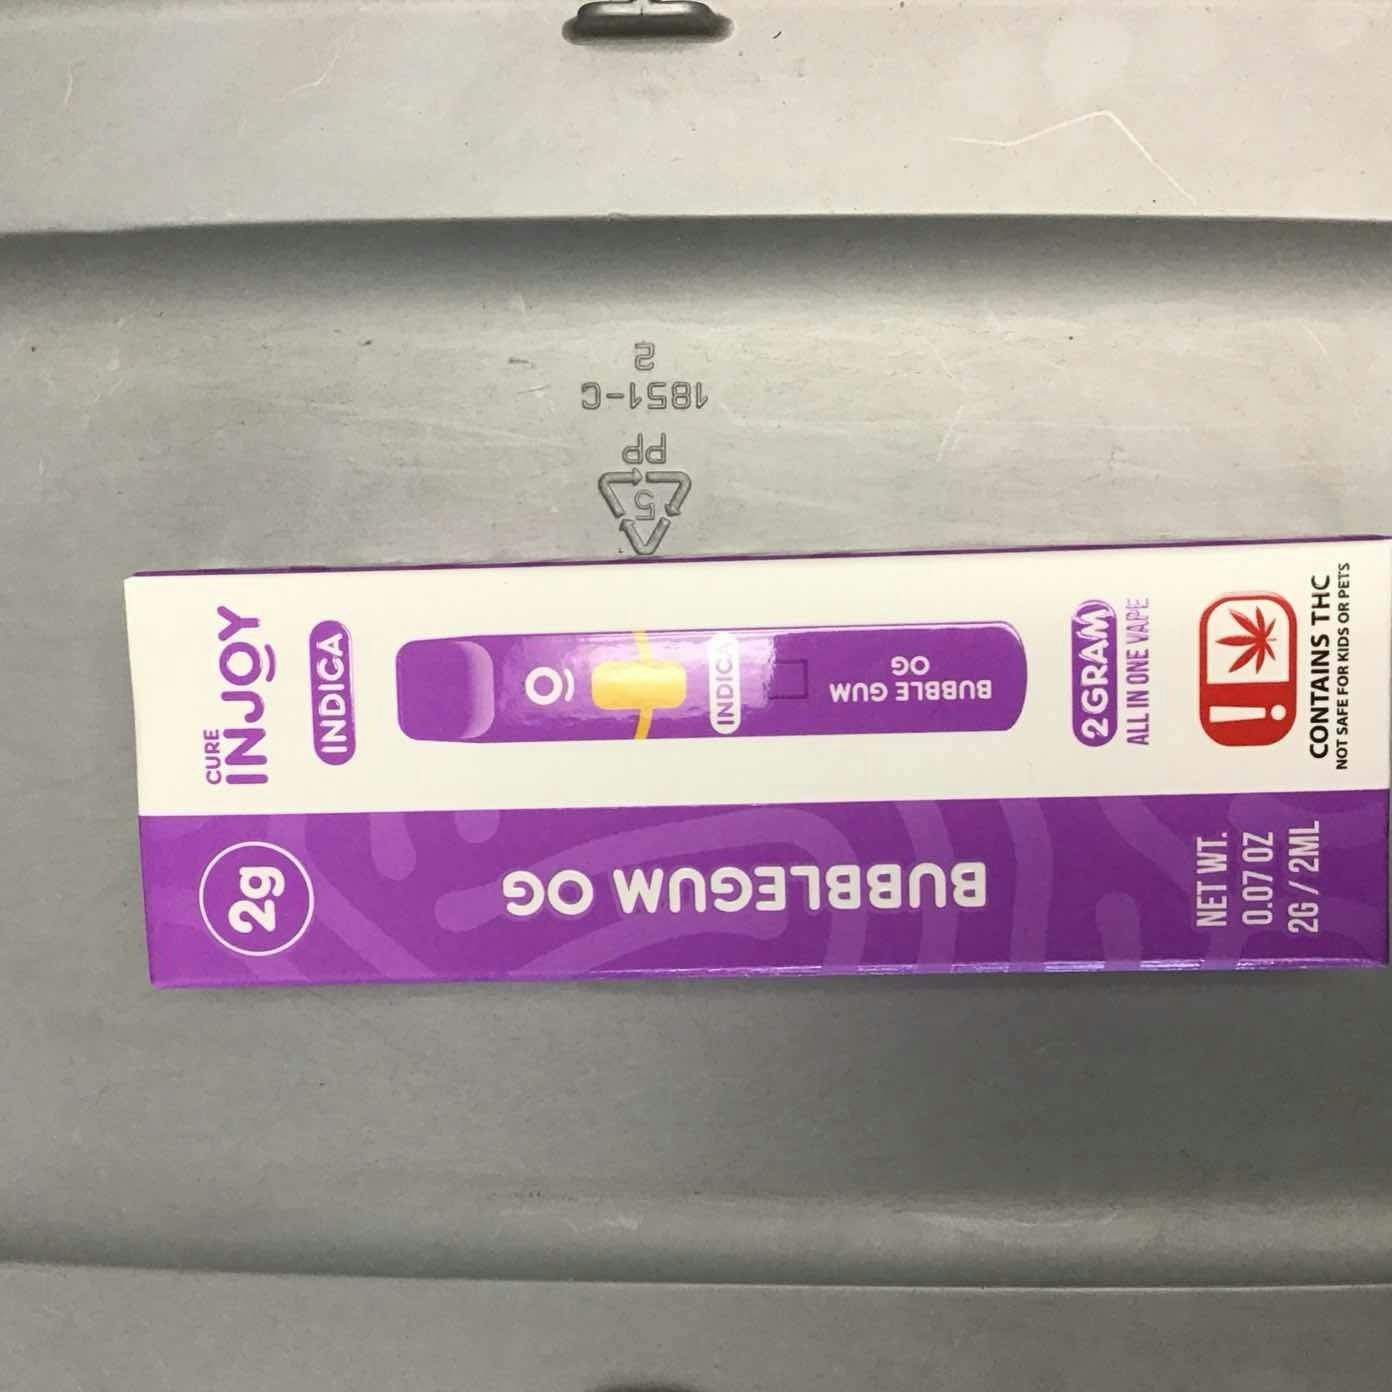 2
1851-C
PP
5
CURE
INJOY
INDIGA
INDICA
BUBBLE GUM
OG
2GRAM
ALL IN ONE VAPE
CONTAINS THC
NOT SAFE FOR KIDS OR PETS
2g
BUBBLEGUM OG
NET WT.
0.07 OZ
2G / 2ML